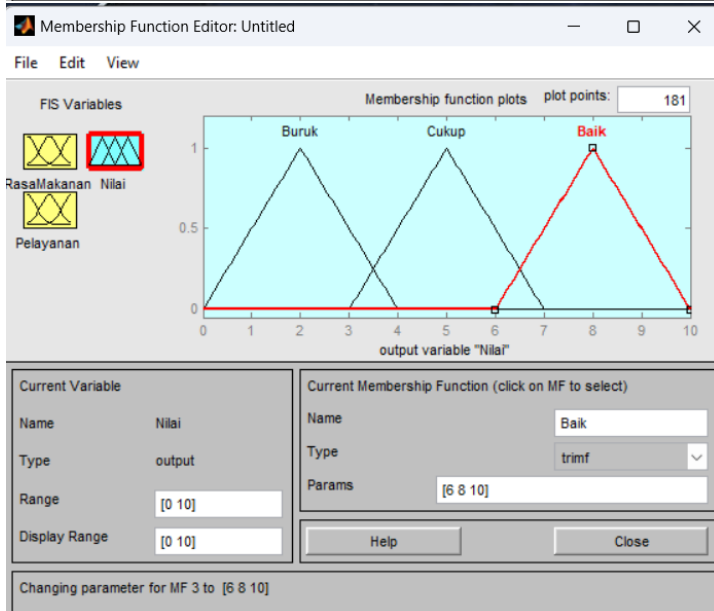 Membership Function Editor: Untitled
File Edit View
FIS Variables
Membership function plots plot points: 181
RasaMakanan Nilai
Pelayanan
Buruk Cukup Baik
1
0.5
0
0 1 2 3 4 5 6 7 8 9 10
output variable "Nilai"
Current Variable
Name Nilai
Type output
Range [0 10]
Display Range [0 10]
Current Membership Function (click on MF to select)
Name Baik
Type trimf
Params [6 8 10]
Help Close
Changing parameter for MF 3 to [6 8 10]